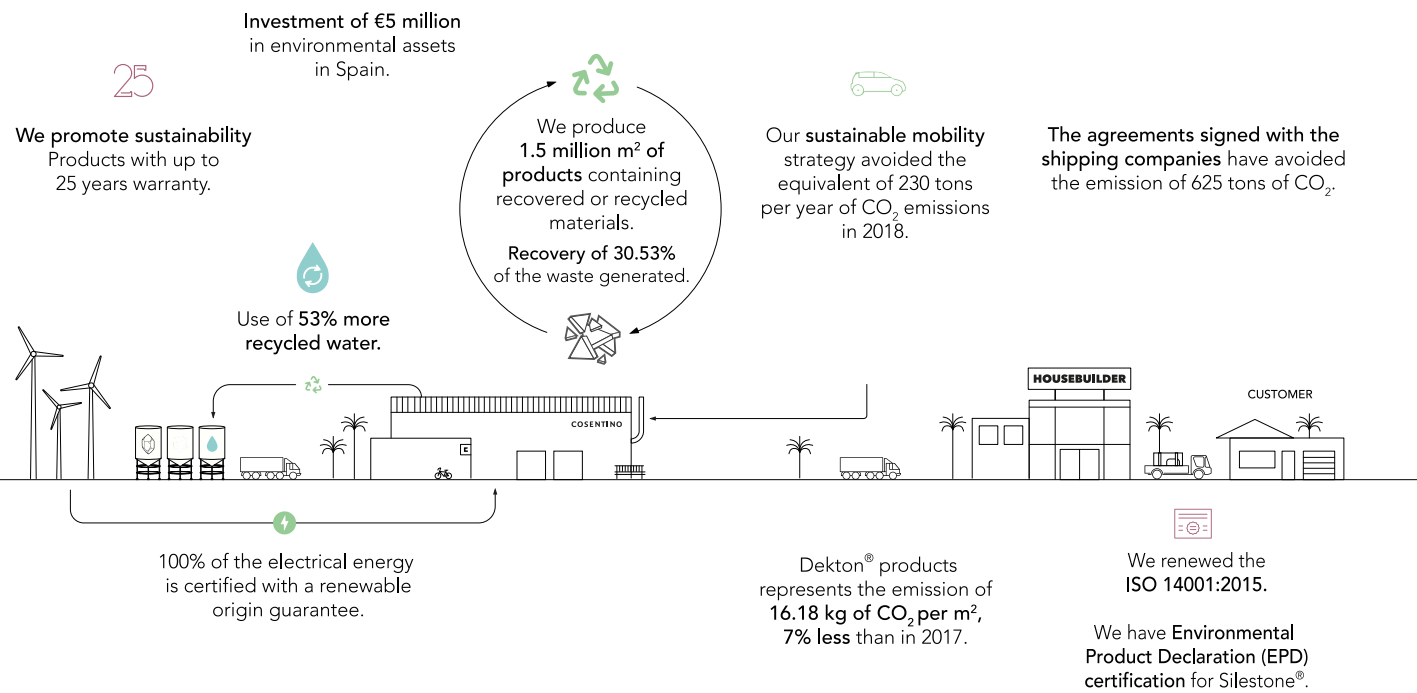 Investment of €5 million
in environmental assets
in Spain.
25
We promote sustainability
Products with up to
25 years warranty.
We produce
1.5 million m² of
products containing
recovered or recycled
materials.
Recovery of 30.53%
of the waste generated.
Our sustainable mobility
strategy avoided the
equivalent of 230 tons
per year of CO₂ emissions
in 2018.
The agreements signed with the
shipping companies have avoided
the emission of 625 tons of CO₂.
Use of 53% more
recycled water.
HOUSEBUILDER
CUSTOMER
COSENTINO
E
100% of the electrical energy
is certified with a renewable
origin guarantee.
Dekton® products
represents the emission of
16.18 kg of CO₂ per m²,
7% less than in 2017.
We renewed the
ISO 14001:2015.
We have Environmental
Product Declaration (EPD)
certification for Silestone®.